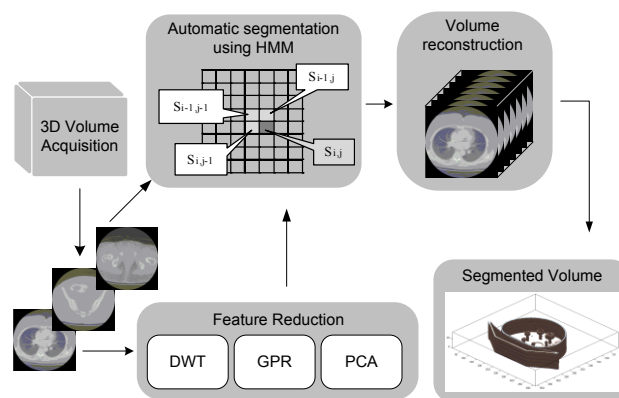 Automatic segmentation
using HMM
Si-1,j
Si-1,j-1
Si,j-1
Si,j
Volume
reconstruction
3D Volume
Acquisition
Feature Reduction
DWT
GPR
PCA
Segmented Volume